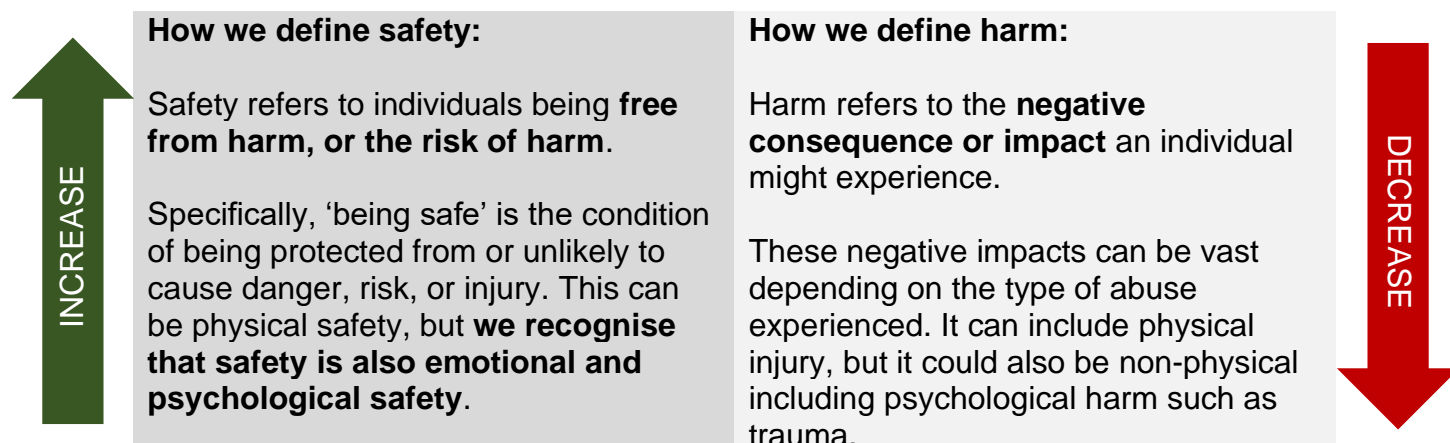 INCREASE
How we define safety:
Safety refers to individuals being free
from harm, or the risk of harm.
Specifically, ‘being safe’ is the condition
of being protected from or unlikely to
cause danger, risk, or injury. This can
be physical safety, but we recognise
that safety is also emotional and
psychological safety.
How we define harm:
Harm refers to the negative
consequence or impact an individual
might experience.
These negative impacts can be vast
depending on the type of abuse
experienced. It can include physical
injury, but it could also be non-physical
including psychological harm such as
trauma.
DECREASE